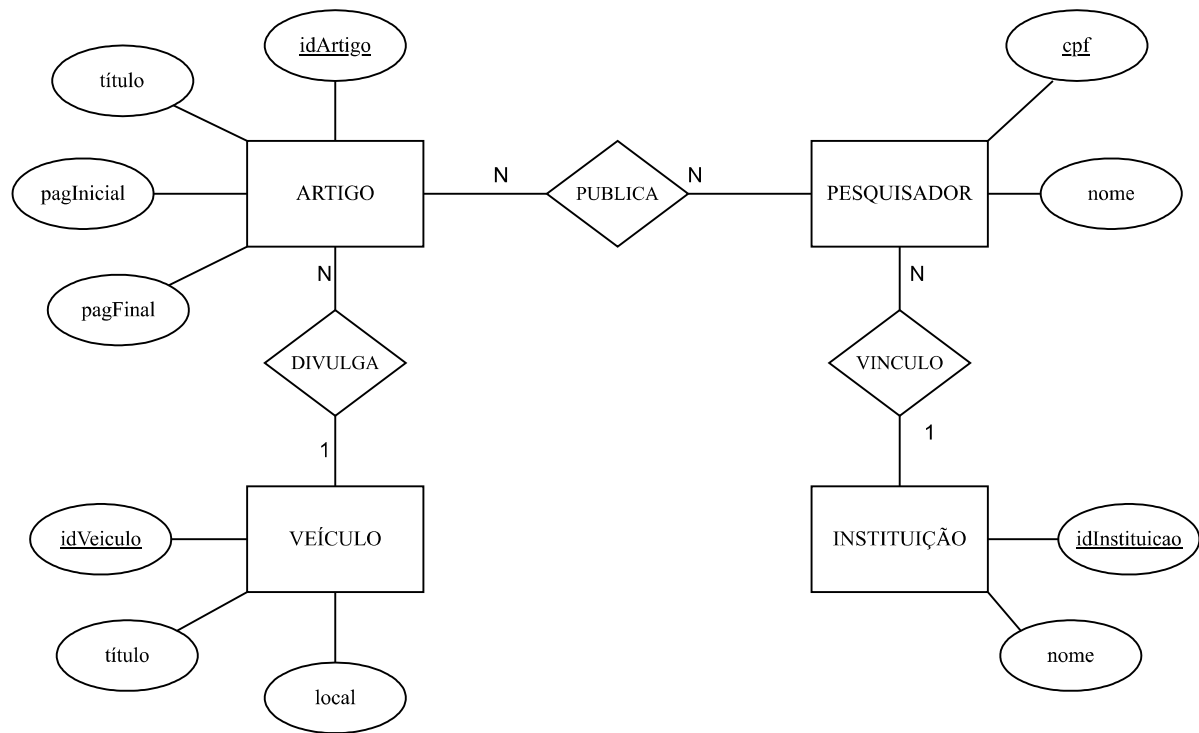 idArtigo
cpf
título
pagInicial
ARTIGO
N
PUBLICA
N
PESQUISADOR
nome
pagFinal
N
N
DIVULGA
VINCULO
1
1
idVeiculo
VEÍCULO
INSTITUIÇÃO
idInstituicao
título
nome
local